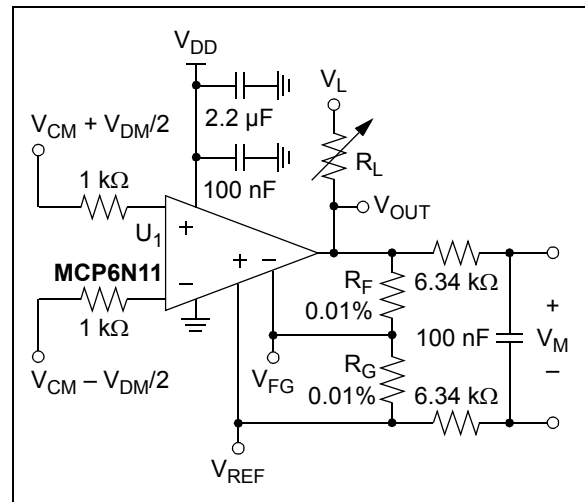 V_DD
V_L
2.2 µF
V_CM + V_DM/2
R_L
1 kΩ
100 nF
V_OUT
U_1
+
MCP6N11
+ –
R_F
6.34 kΩ
–
0.01%
+
1 kΩ
100 nF
V_M
R_G
–
V_FG
0.01%
V_CM – V_DM/2
6.34 kΩ
V_REF